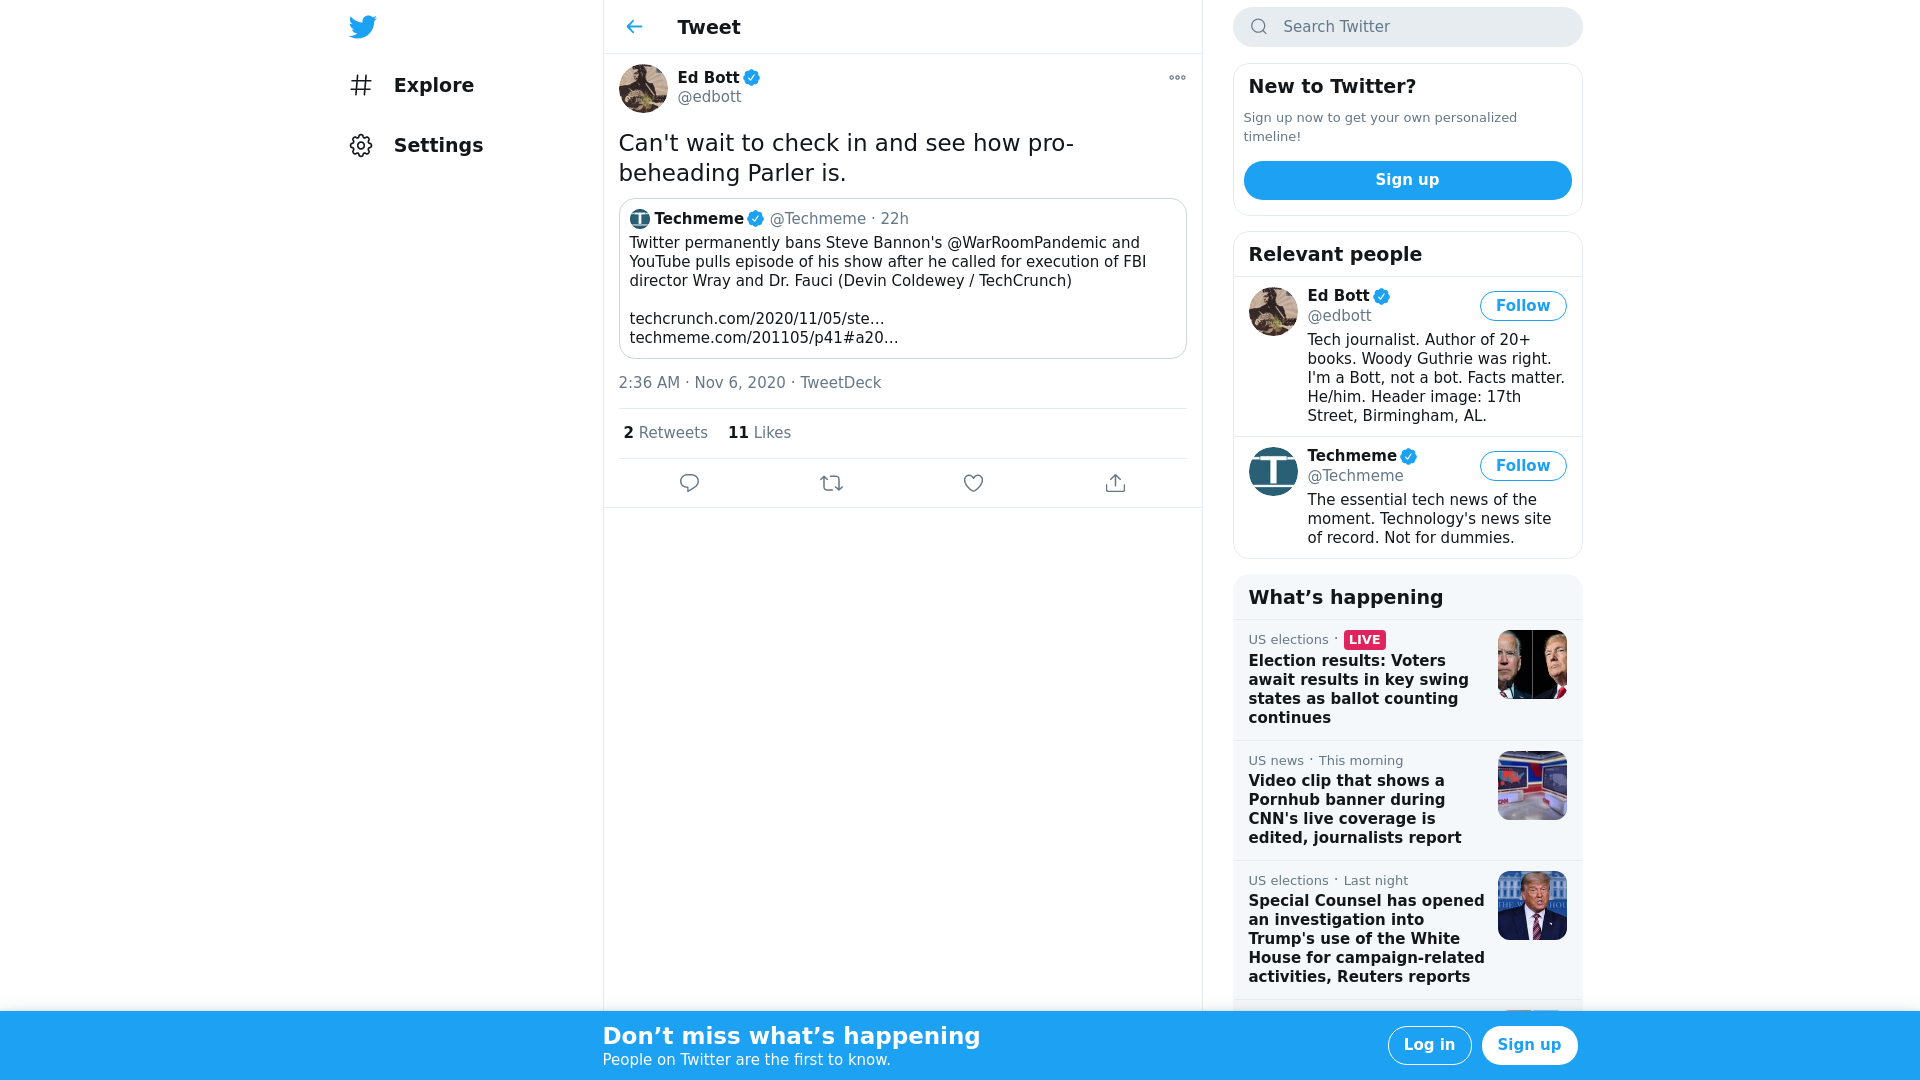 Explore
Settings
Tweet
Ed Bott
@edbott
Can't wait to check in and see how pro-
beheading Parler is.
Techmeme @Techmeme · 22h
Twitter permanently bans Steve Bannon's @WarRoomPandemic and
YouTube pulls episode of his show after he called for execution of FBI
director Wray and Dr. Fauci (Devin Coldewey / TechCrunch)
techcrunch.com/2020/11/05/ste…
techmeme.com/201105/p41#a20…
2:36 AM · Nov 6, 2020 · TweetDeck
2 Retweets 11 Likes
Search Twitter
New to Twitter?
Sign up now to get your own personalized
timeline!
Sign up
Relevant people
Ed Bott
@edbott
Follow
Tech journalist. Author of 20+
books. Woody Guthrie was right.
I'm a Bott, not a bot. Facts matter.
He/him. Header image: 17th
Street, Birmingham, AL.
Techmeme
@Techmeme
Follow
The essential tech news of the
moment. Technology's news site
of record. Not for dummies.
What’s happening
US elections · LIVE
Election results: Voters
await results in key swing
states as ballot counting
continues
US news · This morning
Video clip that shows a
Pornhub banner during
CNN's live coverage is
edited, journalists report
US elections · Last night
Special Counsel has opened
an investigation into
Trump's use of the White
House for campaign-related
activities, Reuters reports
Don’t miss what’s happening
People on Twitter are the first to know.
Log in
Sign up